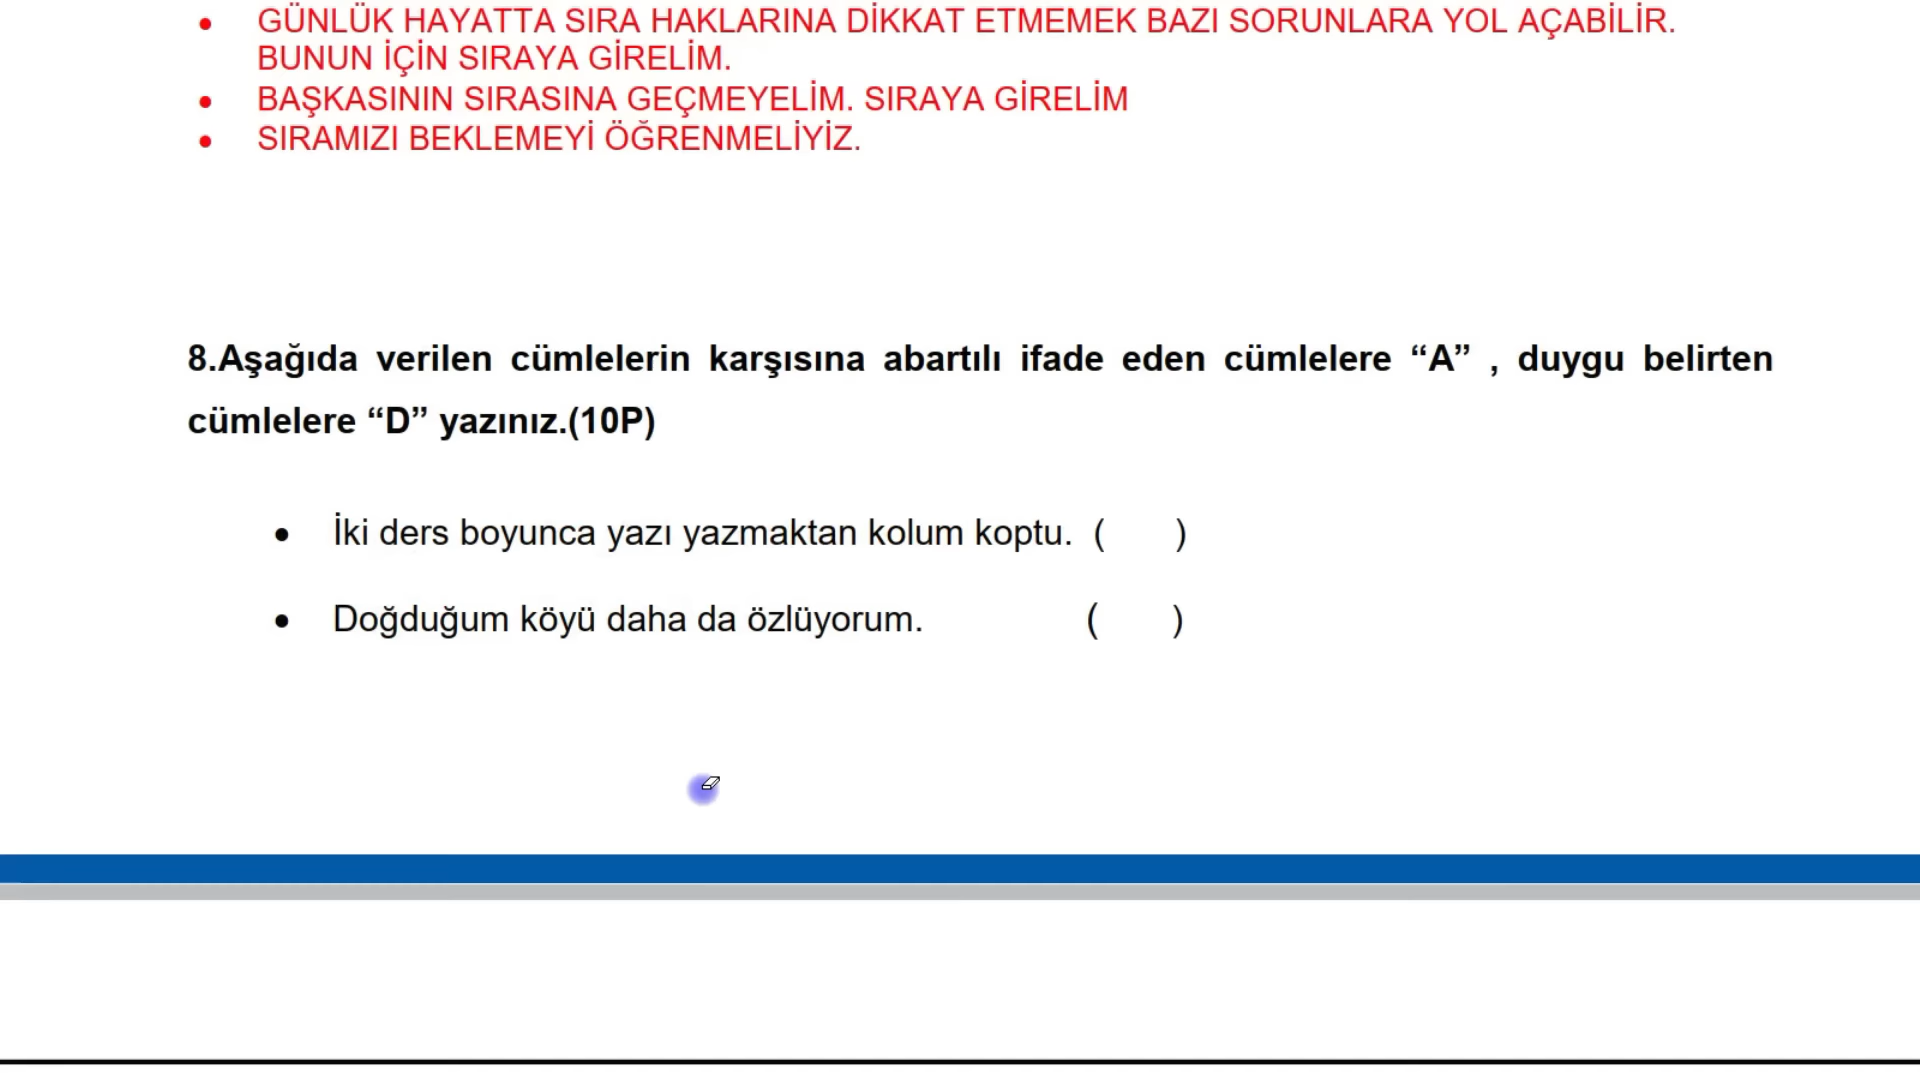 • GÜNLÜK HAYATTA SIRA HAKLARINA DİKKAT ETMEMEK BAZI SORUNLARA YOL AÇABİLİR.
BUNUN İÇİN SIRAYA GİRELİM.
• BAŞKASININ SIRASINA GEÇMEYELİM. SIRAYA GİRELİM
• SIRAMIZI BEKLEMEYİ ÖĞRENMELİYİZ.
8.Aşağıda verilen cümlelerin karşısına abartılı ifade eden cümlelere “A” , duygu belirten
cümlelere “D” yazınız.(10P)
• İki ders boyunca yazı yazmaktan kolum koptu. ( )
• Doğduğum köyü daha da özlüyorum. ( )